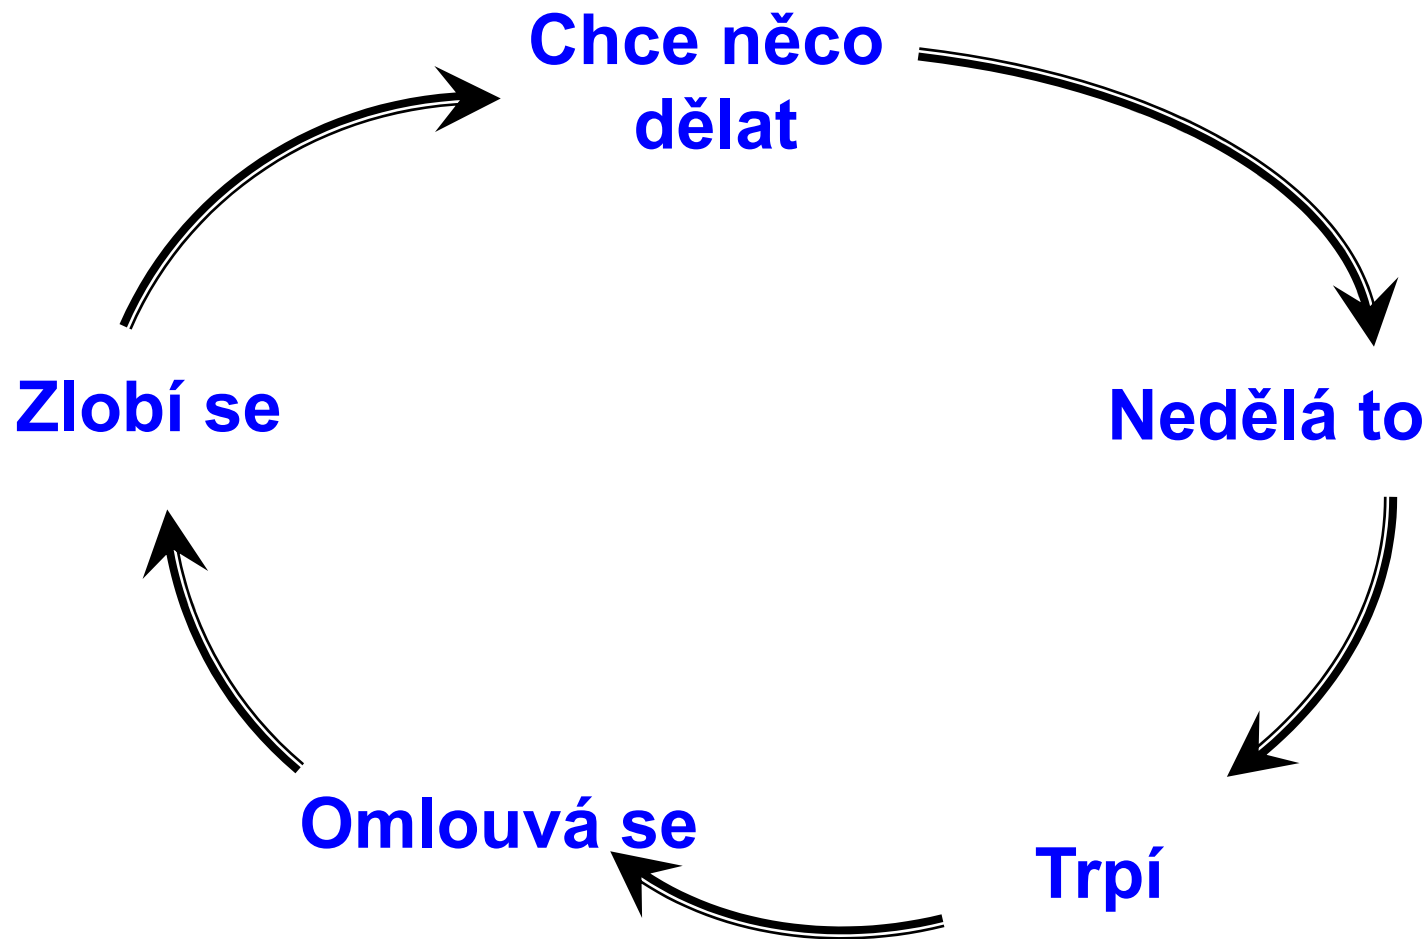 Chce něco
dělat
Nedělá to
Trpí
Omlouvá se
Zlobí se